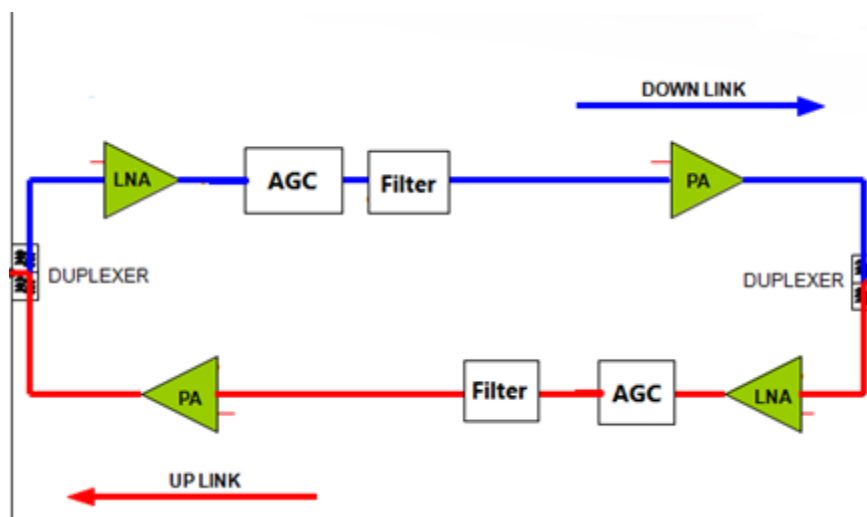 DOWN LINK
LNA
AGC
Filter
PA
DUPLEXER
DUPLEXER
PA
Filter
AGC
LNA
UP LINK